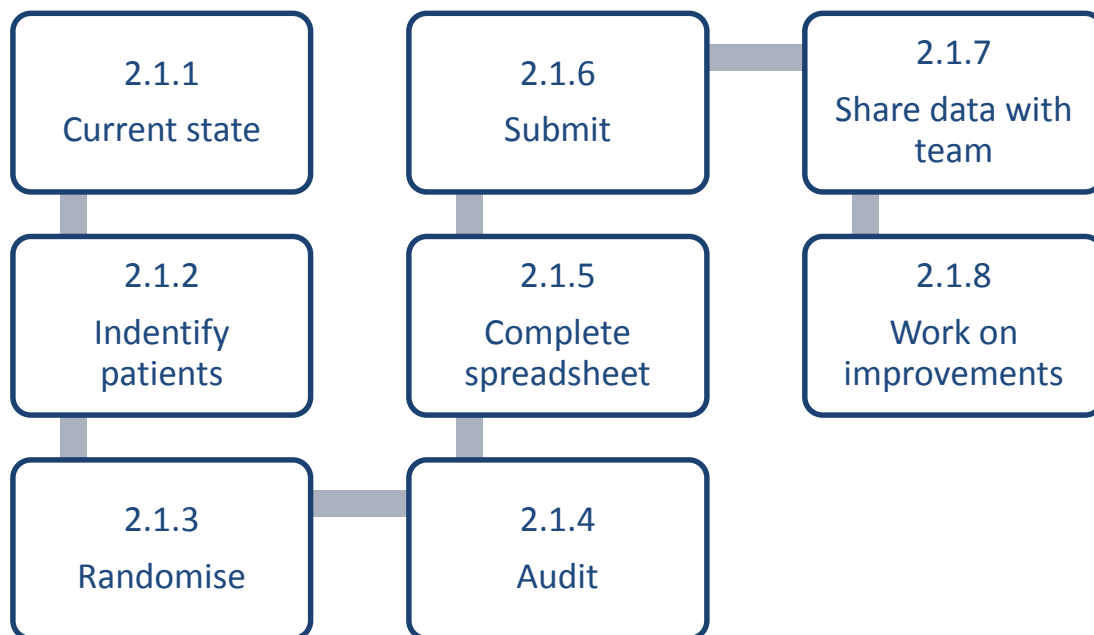 2.1.1
Current state
2.1.2
Indentify
patients
2.1.3
Randomise
2.1.4
Audit
2.1.5
Complete
spreadsheet
2.1.6
Submit
2.1.7
Share data with
team
2.1.8
Work on
improvements